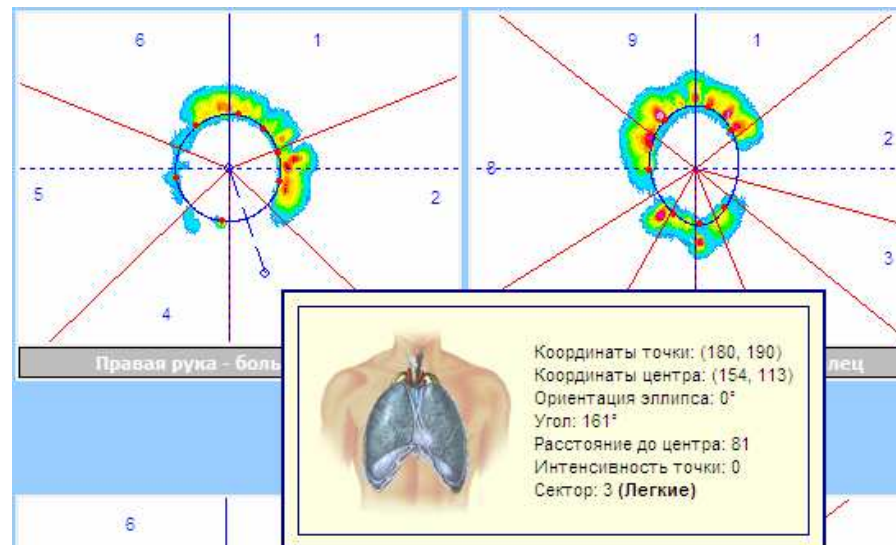 6
1
9
1
2
5
2
8
3
4
Правая рука - боль
лец
Координаты точки: (180, 190)
Координаты центра: (154, 113)
Ориентация эллипса: 0°
Угол: 161°
Расстояние до центра: 81
Интенсивность точки: 0
Сектор: 3 (Легкие)
6